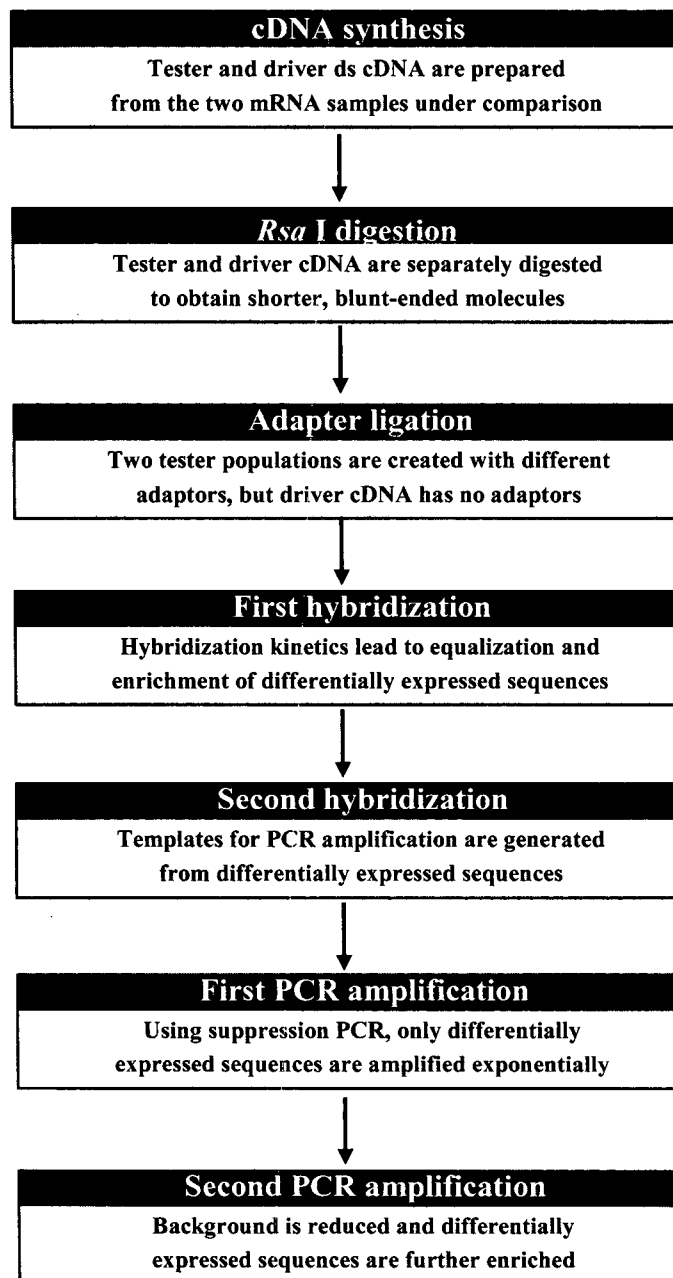 cDNA synthesis
Tester and driver ds cDNA are prepared
from the two mRNA samples under comparison
Rsa I digestion
Tester and driver cDNA are separately digested
to obtain shorter, blunt-ended molecules
Adapter ligation
Two tester populations are created with different
adaptors, but driver cDNA has no adaptors
First hybridization
Hybridization kinetics lead to equalization and
enrichment of differentially expressed sequences
Second hybridization
Templates for PCR amplification are generated
from differentially expressed sequences
First PCR amplification
Using suppression PCR, only differentially
expressed sequences are amplified exponentially
Second PCR amplification
Background is reduced and differentially
expressed sequences are further enriched